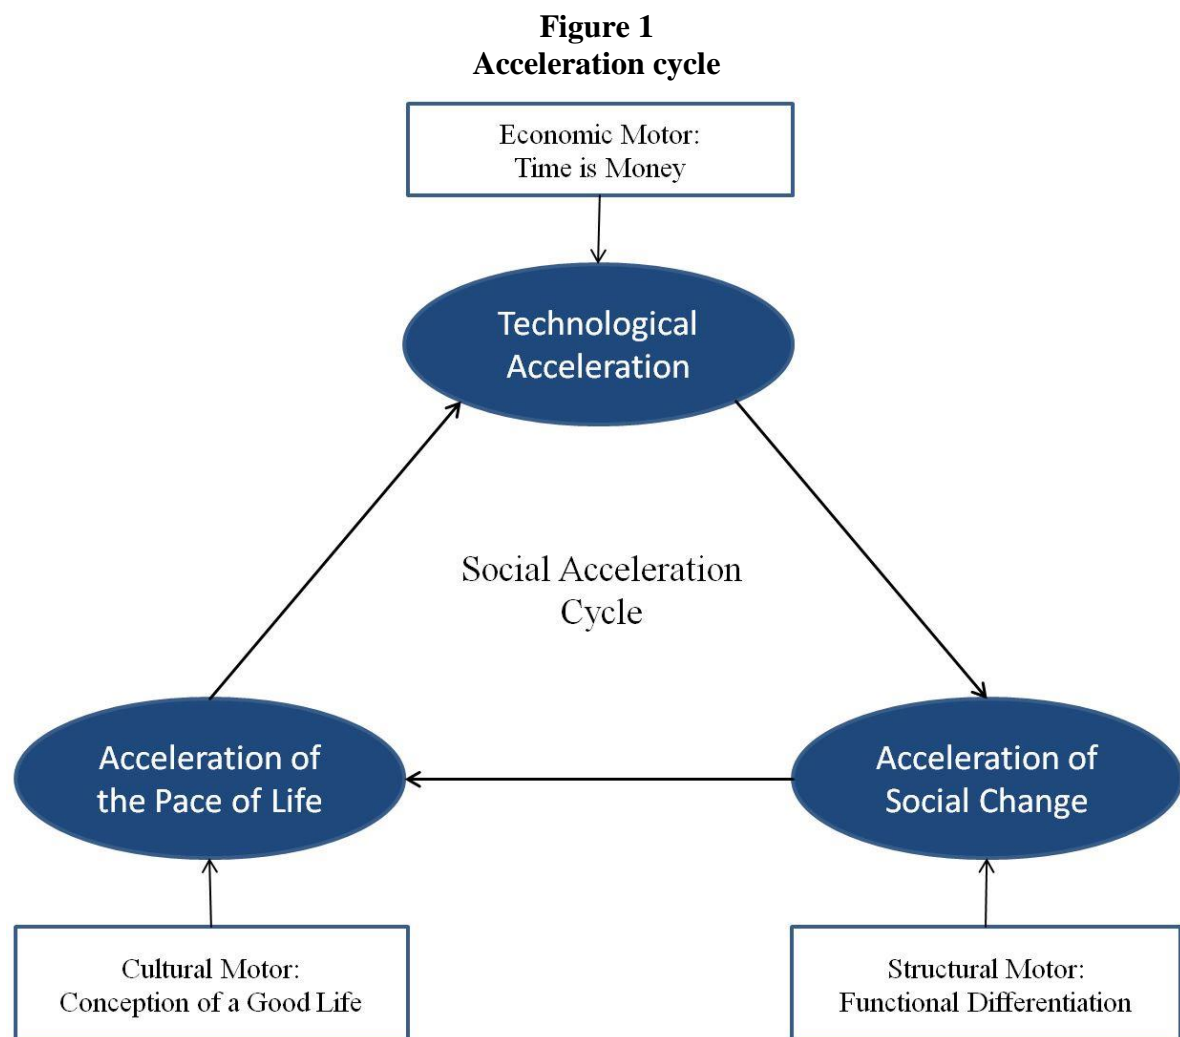 Figure 1
Acceleration cycle
Economic Motor:
Time is Money
Technological
Acceleration
Social Acceleration
Cycle
Acceleration of
the Pace of Life
Acceleration of
Social Change
Cultural Motor:
Conception of a Good Life
Structural Motor:
Functional Differentiation